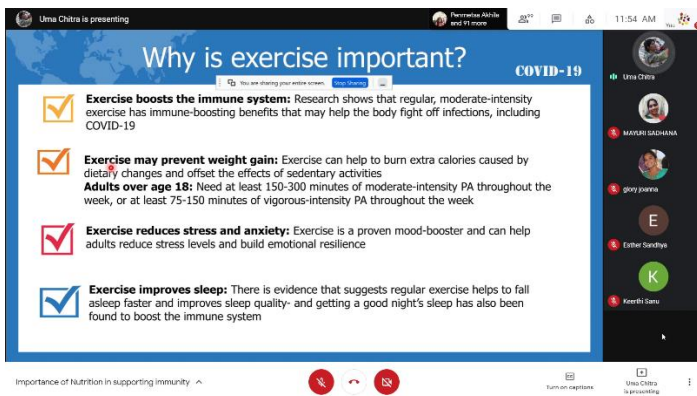 Uma Chitra is presenting
Penmetsa Akhila
and 91 more
11:54 AM
You
Why is exercise important?
COVID-19
You are sharing your entire screen. Stop Sharing
Exercise boosts the immune system: Research shows that regular, moderate-intensity
exercise has immune-boosting benefits that may help the body fight off infections, including
COVID-19
Exercise may prevent weight gain: Exercise can help to burn extra calories caused by
dietary changes and offset the effects of sedentary activities
Adults over age 18: Need at least 150-300 minutes of moderate-intensity PA throughout the
week, or at least 75-150 minutes of vigorous-intensity PA throughout the week
Exercise reduces stress and anxiety: Exercise is a proven mood-booster and can help
adults reduce stress levels and build emotional resilience
Exercise improves sleep: There is evidence that suggests regular exercise helps to fall
asleep faster and improves sleep quality- and getting a good night's sleep has also been
found to boost the immune system
Uma Chitra
MAYURI SADHANA
glory joanna
E
Esther Sandhya
K
Keerthi Sanu
Importance of Nutrition in supporting immunity
Turn on captions
Uma Chitra
is presenting